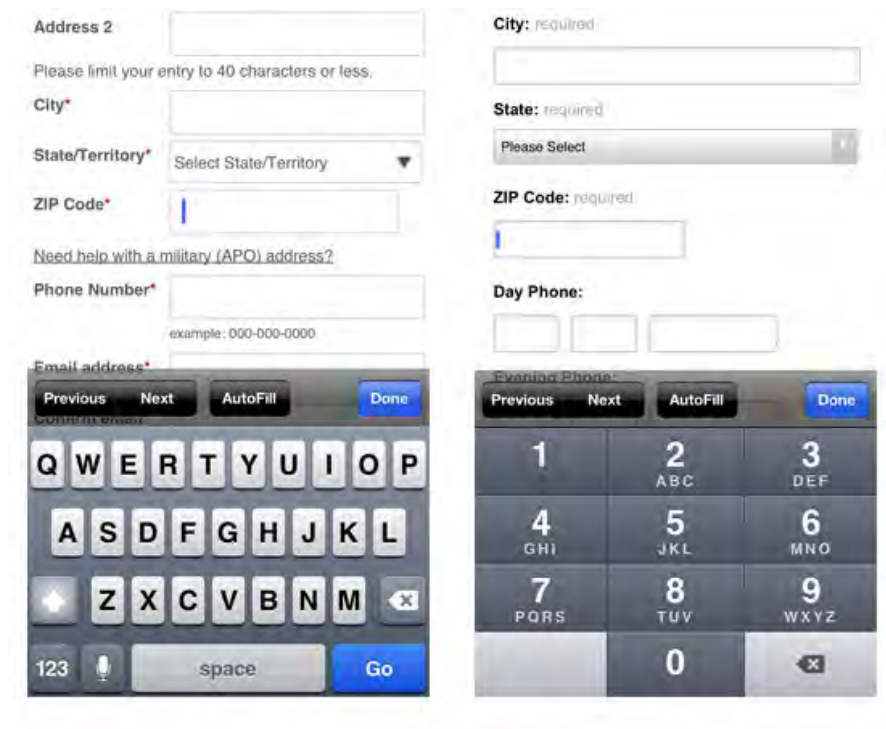 Address 2
Please limit your entry to 40 characters or less.
City*
State/Territory* Select State/Territory
ZIP Code*
Need help with a military (APO) address?
Phone Number*
example: 000-000-0000
Email address*
Previous Next AutoFill Done
Confirm email
Q W E R T Y U I O P
A S D F G H J K L
Z X C V B N M
123 space Go
City: required
State: required
Please Select
ZIP Code: required
Day Phone:
Evening Phone:
Previous Next AutoFill Done
1 2 3
ABC DEF
4 5 6
GHI JKL MNO
7 8 9
PQRS TUV WXYZ
0